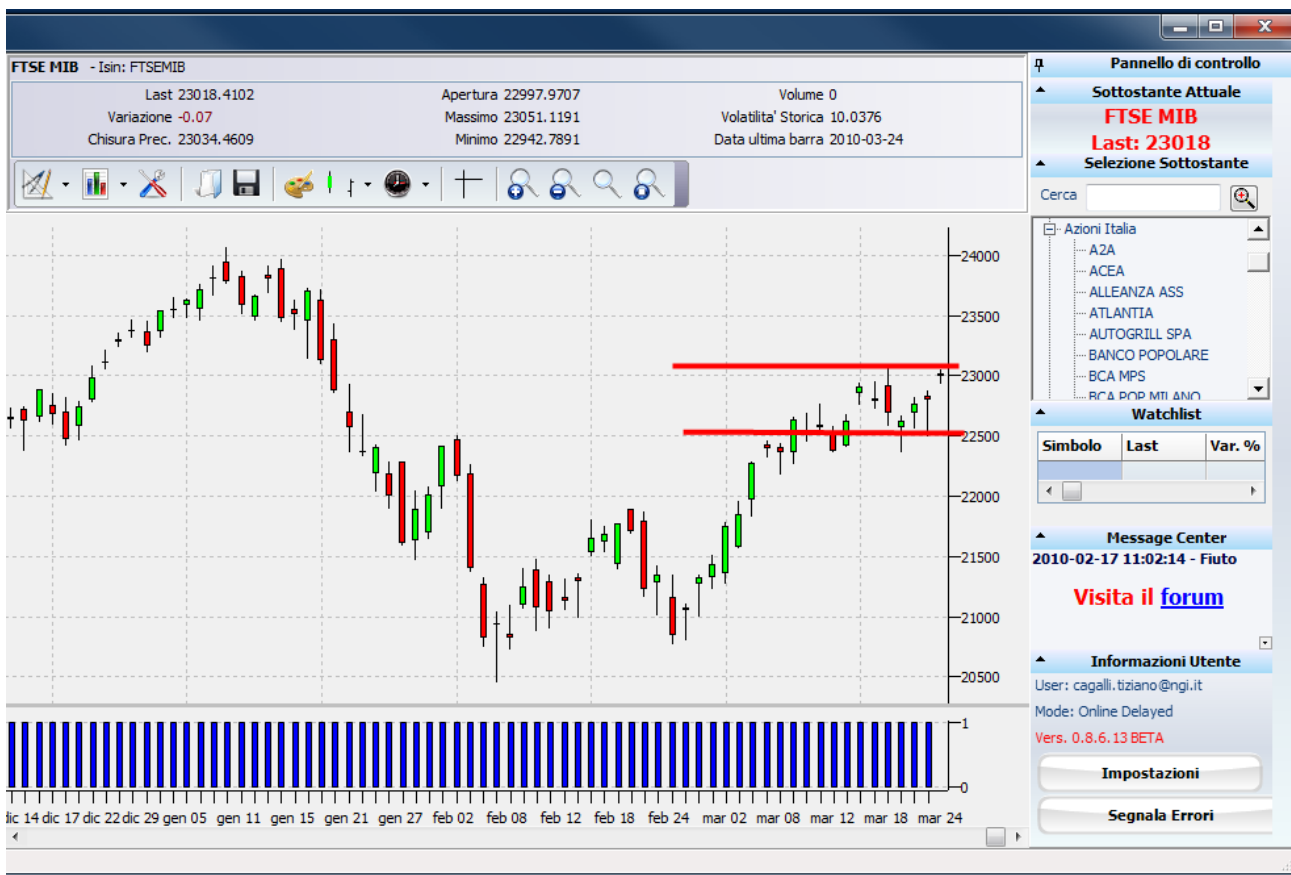 FTSE MIB - Isin: FTSEMIB
Last 23018.4102
Apertura 22997.9707
Volume 0
Variazione -0.07
Massimo 23051.1191
Volatilita' Storica 10.0376
Chisura Prec. 23034.4609
Minimo 22942.7891
Data ultima barra 2010-03-24
24000
23500
23000
22500
22000
21500
21000
20500
1
0
dic 14 dic 17 dic 22 dic 29 gen 05 gen 11 gen 15 gen 21 gen 27 feb 02 feb 08 feb 12 feb 18 feb 24 mar 02 mar 08 mar 12 mar 18 mar 24
Pannello di controllo
Sottostante Attuale
FTSE MIB
Last: 23018
Selezione Sottostante
Cerca
Azioni Italia
A2A
ACEA
ALLEANZA ASS
ATLANTIA
AUTOGRILL SPA
BANCO POPOLARE
BCA MPS
BCA POP MILANO
Watchlist
Simbolo Last Var. %
Message Center
2010-02-17 11:02:14 - Fiuto
Visita il forum
Informazioni Utente
User: cagalli.tiziano@ngi.it
Mode: Online Delayed
Vers. 0.8.6.13 BETA
Impostazioni
Segnala Errori